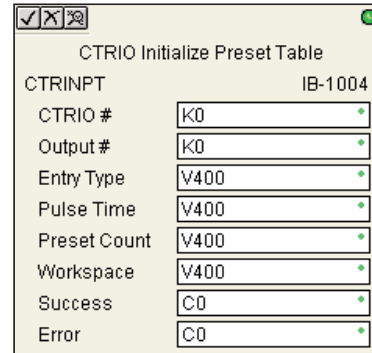 CTRIO Initialize Preset Table
CTRINPT IB-1004
CTRIO # K0
Output # K0
Entry Type V400
Pulse Time V400
Preset Count V400
Workspace V400
Success C0
Error C0